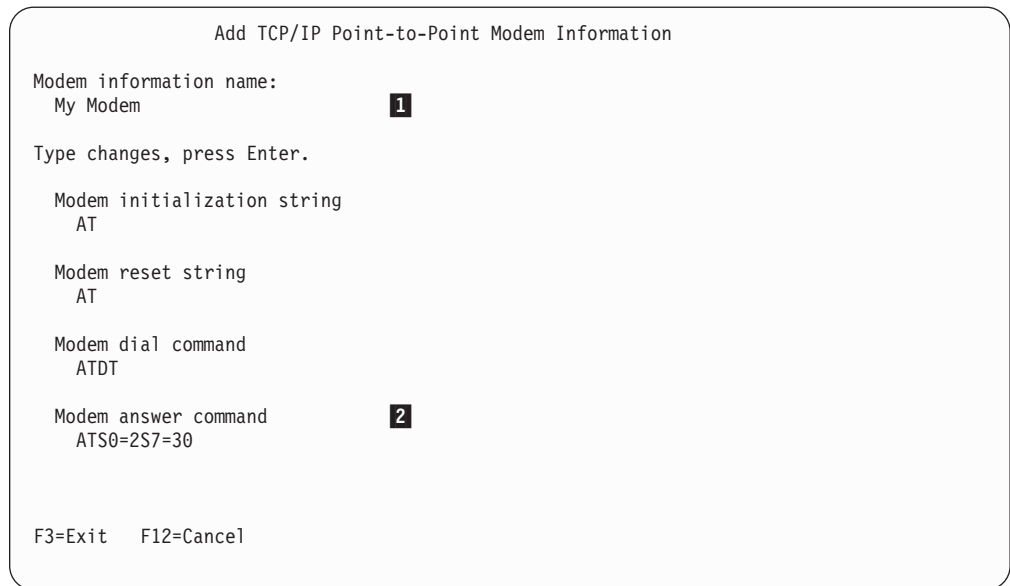 Add TCP/IP Point-to-Point Modem Information
Modem information name:
My Modem 1
Type changes, press Enter.
Modem initialization string
AT
Modem reset string
AT
Modem dial command
ATDT
Modem answer command 2
ATS0=2S7=30
F3=Exit F12=Cancel